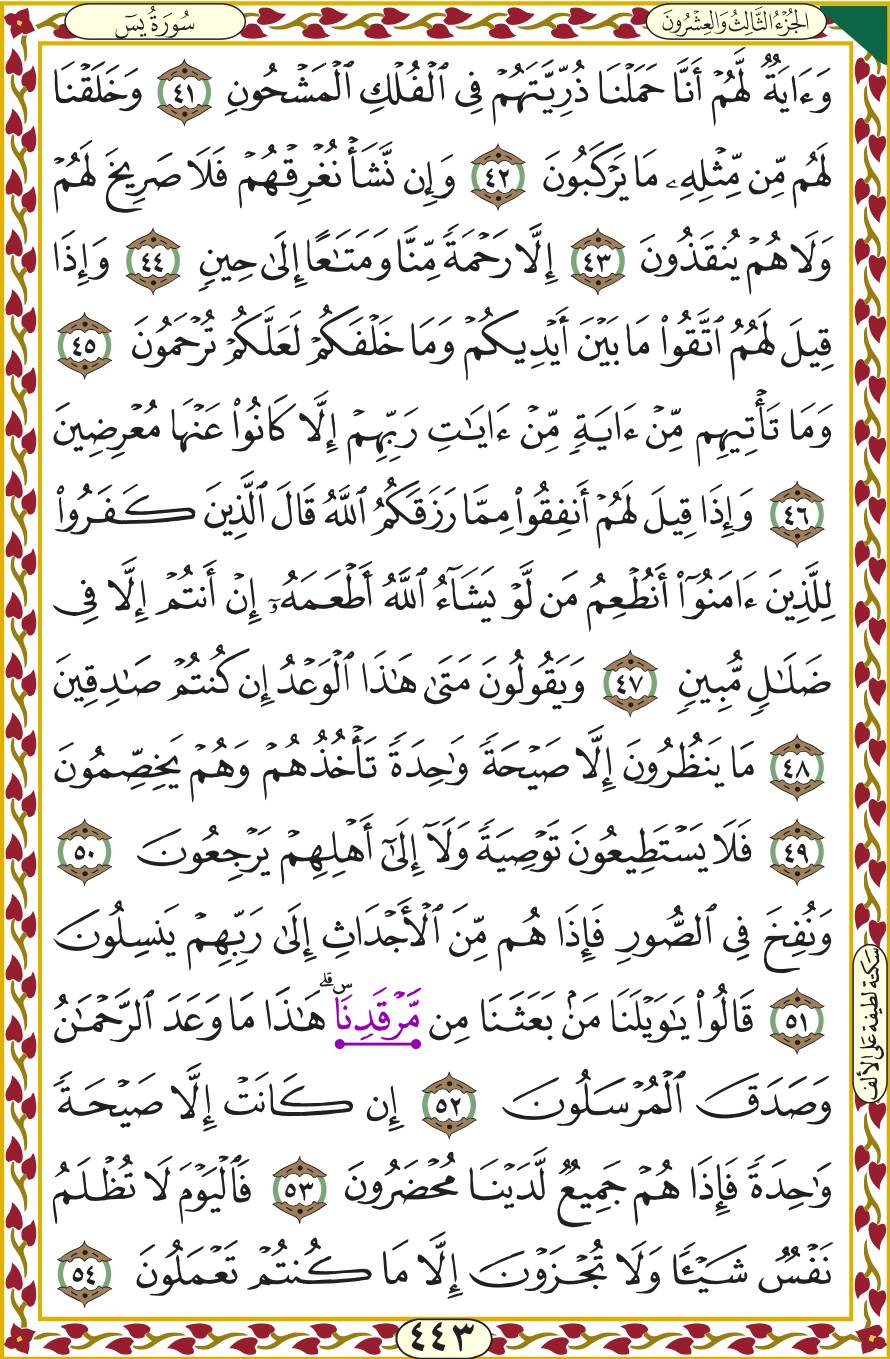 الجُزْءُ الثَّالِثُ وَالعِشْرُونَ
سُورَةُ يسٓ
وَءَايَةٌ لَّهُمْ أَنَّا حَمَلْنَا ذُرِّيَّتَهُمْ فِى ٱلْفُلْكِ ٱلْمَشْحُونِ ٤١ وَخَلَقْنَا
لَهُم مِّن مِّثْلِهِۦ مَا يَرْكَبُونَ ٤٢ وَإِن نَّشَأْ نُغْرِقْهُمْ فَلَا صَرِيخَ لَهُمْ
وَلَا هُمْ يُنقَذُونَ ٤٣ إِلَّا رَحْمَةً مِّنَّا وَمَتَـٰعًا إِلَىٰ حِينٍ ٤٤ وَإِذَا
قِيلَ لَهُمُ ٱتَّقُوا۟ مَا بَيْنَ أَيْدِيكُمْ وَمَا خَلْفَكُمْ لَعَلَّكُمْ تُرْحَمُونَ ٤٥
وَمَا تَأْتِيهِم مِّنْ ءَايَةٍ مِّنْ ءَايَـٰتِ رَبِّهِمْ إِلَّا كَانُوا۟ عَنْهَا مُعْرِضِينَ
٤٦ وَإِذَا قِيلَ لَهُمْ أَنفِقُوا۟ مِمَّا رَزَقَكُمُ ٱللَّهُ قَالَ ٱلَّذِينَ كَفَرُوا۟
لِلَّذِينَ ءَامَنُوٓا۟ أَنُطْعِمُ مَن لَّوْ يَشَآءُ ٱللَّهُ أَطْعَمَهُۥٓ إِنْ أَنتُمْ إِلَّا فِى
ضَلَـٰلٍ مُّبِينٍ ٤٧ وَيَقُولُونَ مَتَىٰ هَـٰذَا ٱلْوَعْدُ إِن كُنتُمْ صَـٰدِقِينَ
٤٨ مَا يَنظُرُونَ إِلَّا صَيْحَةً وَٰحِدَةً تَأْخُذُهُمْ وَهُمْ يَخِصِّمُونَ
٤٩ فَلَا يَسْتَطِيعُونَ تَوْصِيَةً وَلَآ إِلَىٰٓ أَهْلِهِمْ يَرْجِعُونَ ٥٠
وَنُفِخَ فِى ٱلصُّورِ فَإِذَا هُم مِّنَ ٱلْأَجْدَاثِ إِلَىٰ رَبِّهِمْ يَنسِلُونَ
٥١ قَالُوا۟ يَـٰوَيْلَنَا مَنۢ بَعَثَنَا مِن مَّرْقَدِنَا ۜ ۗ هَـٰذَا مَا وَعَدَ ٱلرَّحْمَـٰنُ
وَصَدَقَ ٱلْمُرْسَلُونَ ٥٢ إِن كَانَتْ إِلَّا صَيْحَةً
وَٰحِدَةً فَإِذَا هُمْ جَمِيعٌ لَّدَيْنَا مُحْضَرُونَ ٥٣ فَٱلْيَوْمَ لَا تُظْلَمُ
نَفْسٌ شَيْـًٔا وَلَا تُجْزَوْنَ إِلَّا مَا كُنتُمْ تَعْمَلُونَ ٥٤
سكتة لطيفة على الألف
٤٤٣